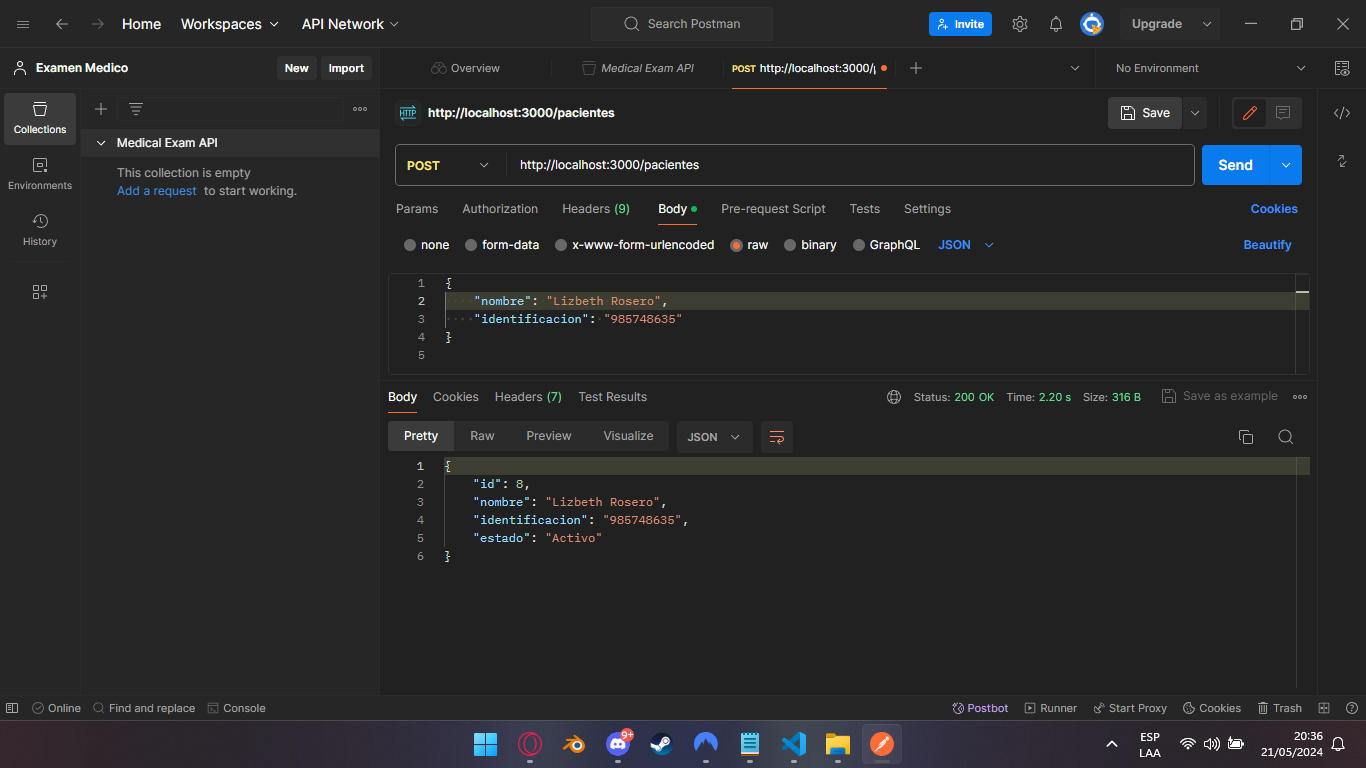 Home Workspaces API Network Search Postman Invite Upgrade
Examen Medico New Import Overview Medical Exam API POST http://localhost:3000/ No Environment
Collections
Medical Exam API
This collection is empty
Add a request to start working.
Environments
History
HTTP http://localhost:3000/pacientes Save
POST http://localhost:3000/pacientes Send
Params Authorization Headers (9) Body Pre-request Script Tests Settings Cookies
none form-data x-www-form-urlencoded raw binary GraphQL JSON Beautify
1 {
2 "nombre": "Lizbeth Rosero",
3 "identificacion": "985748635"
4 }
5
Body Cookies Headers (7) Test Results Status: 200 OK Time: 2.20 s Size: 316 B Save as example
Pretty Raw Preview Visualize JSON
1 {
2 "id": 8,
3 "nombre": "Lizbeth Rosero",
4 "identificacion": "985748635",
5 "estado": "Activo"
6 }
Online Find and replace Console Postbot Runner Start Proxy Cookies Trash
9+
ESP
LAA
20:36
21/05/2024